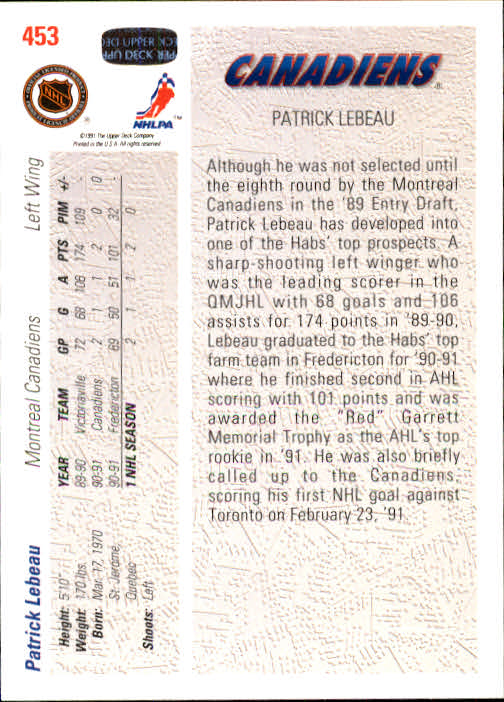 453
UPPER DECK
CANADIENS
PATRICK LEBEAU
Although he was not selected until
the eighth round by the Montreal
Canadiens in the '89 Entry Draft,
Patrick Lebeau has developed into
one of the Habs' top prospects. A
sharp-shooting left winger who
was the leading scorer in the
QMJHL with 68 goals and 106
assists for 174 points in '89-90,
Lebeau graduated to the Habs' top
farm team in Fredericton for '90-91
where he finished second in AHL
scoring with 101 points and was
awarded the "Red" Garrett
Memorial Trophy as the AHL's top
rookie in '91. He was also briefly
called up to the Canadiens,
scoring his first NHL goal against
Toronto on February 23, '91.
NHL
NHLPA
TM
©1991 The Upper Deck Company
Printed in the U.S.A. All rights reserved
Patrick Lebeau Montreal Canadiens Left Wing
Height: 5'10"
Weight: 170 lbs.
Born: Mar. 17, 1970
St. Jerome,
Quebec
Shoots: Left
YEAR TEAM GP G A PTS PIM +/-
89-90 Victoriaville 72 68 106 174 109 -
90-91 Canadiens 2 1 1 2 0 0
90-91 Fredericton 69 50 51 101 32 -
1 NHL SEASON 2 1 1 2 0